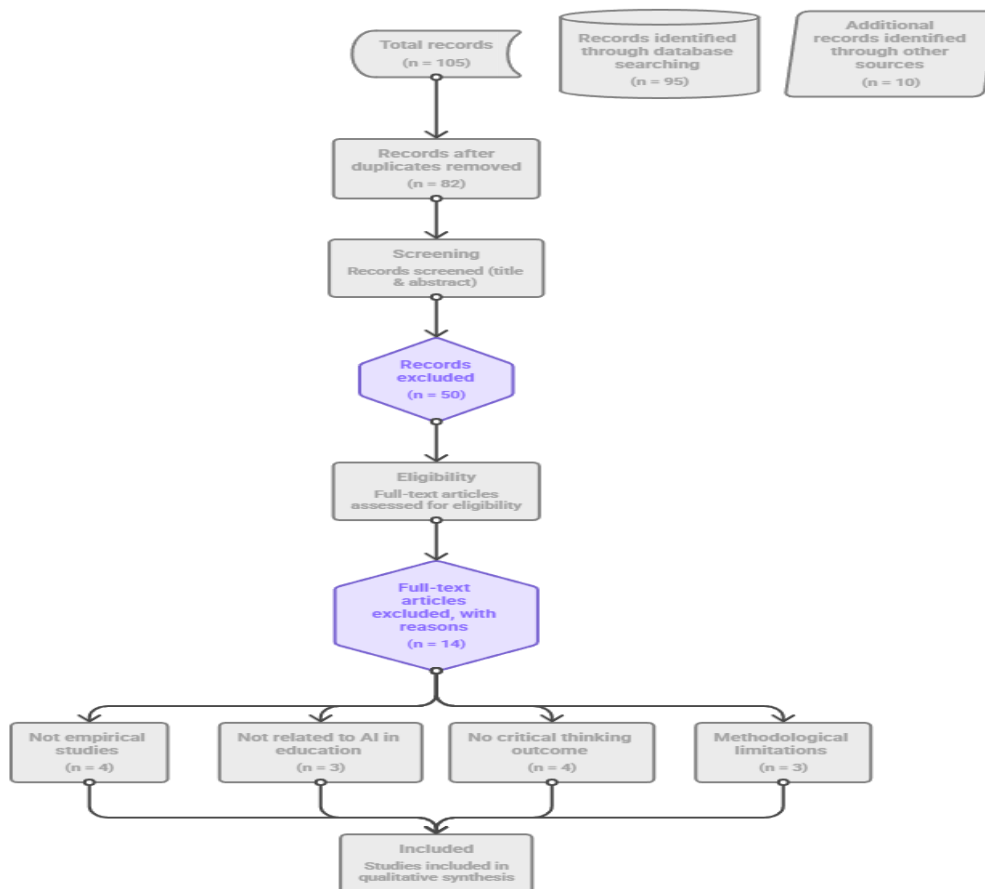 Total records
(n = 105)
Records identified
through database
searching
(n = 95)
Additional
records identified
through other
sources
(n = 10)
Records after
duplicates removed
(n = 82)
Screening
Records screened (title
& abstract)
Records
excluded
(n = 50)
Eligibility
Full-text articles
assessed for eligibility
Full-text
articles
excluded, with
reasons
(n = 14)
Not empirical
studies
(n = 4)
Not related to AI in
education
(n = 3)
No critical thinking
outcome
(n = 4)
Methodological
limitations
(n = 3)
Included
Studies included in
qualitative synthesis